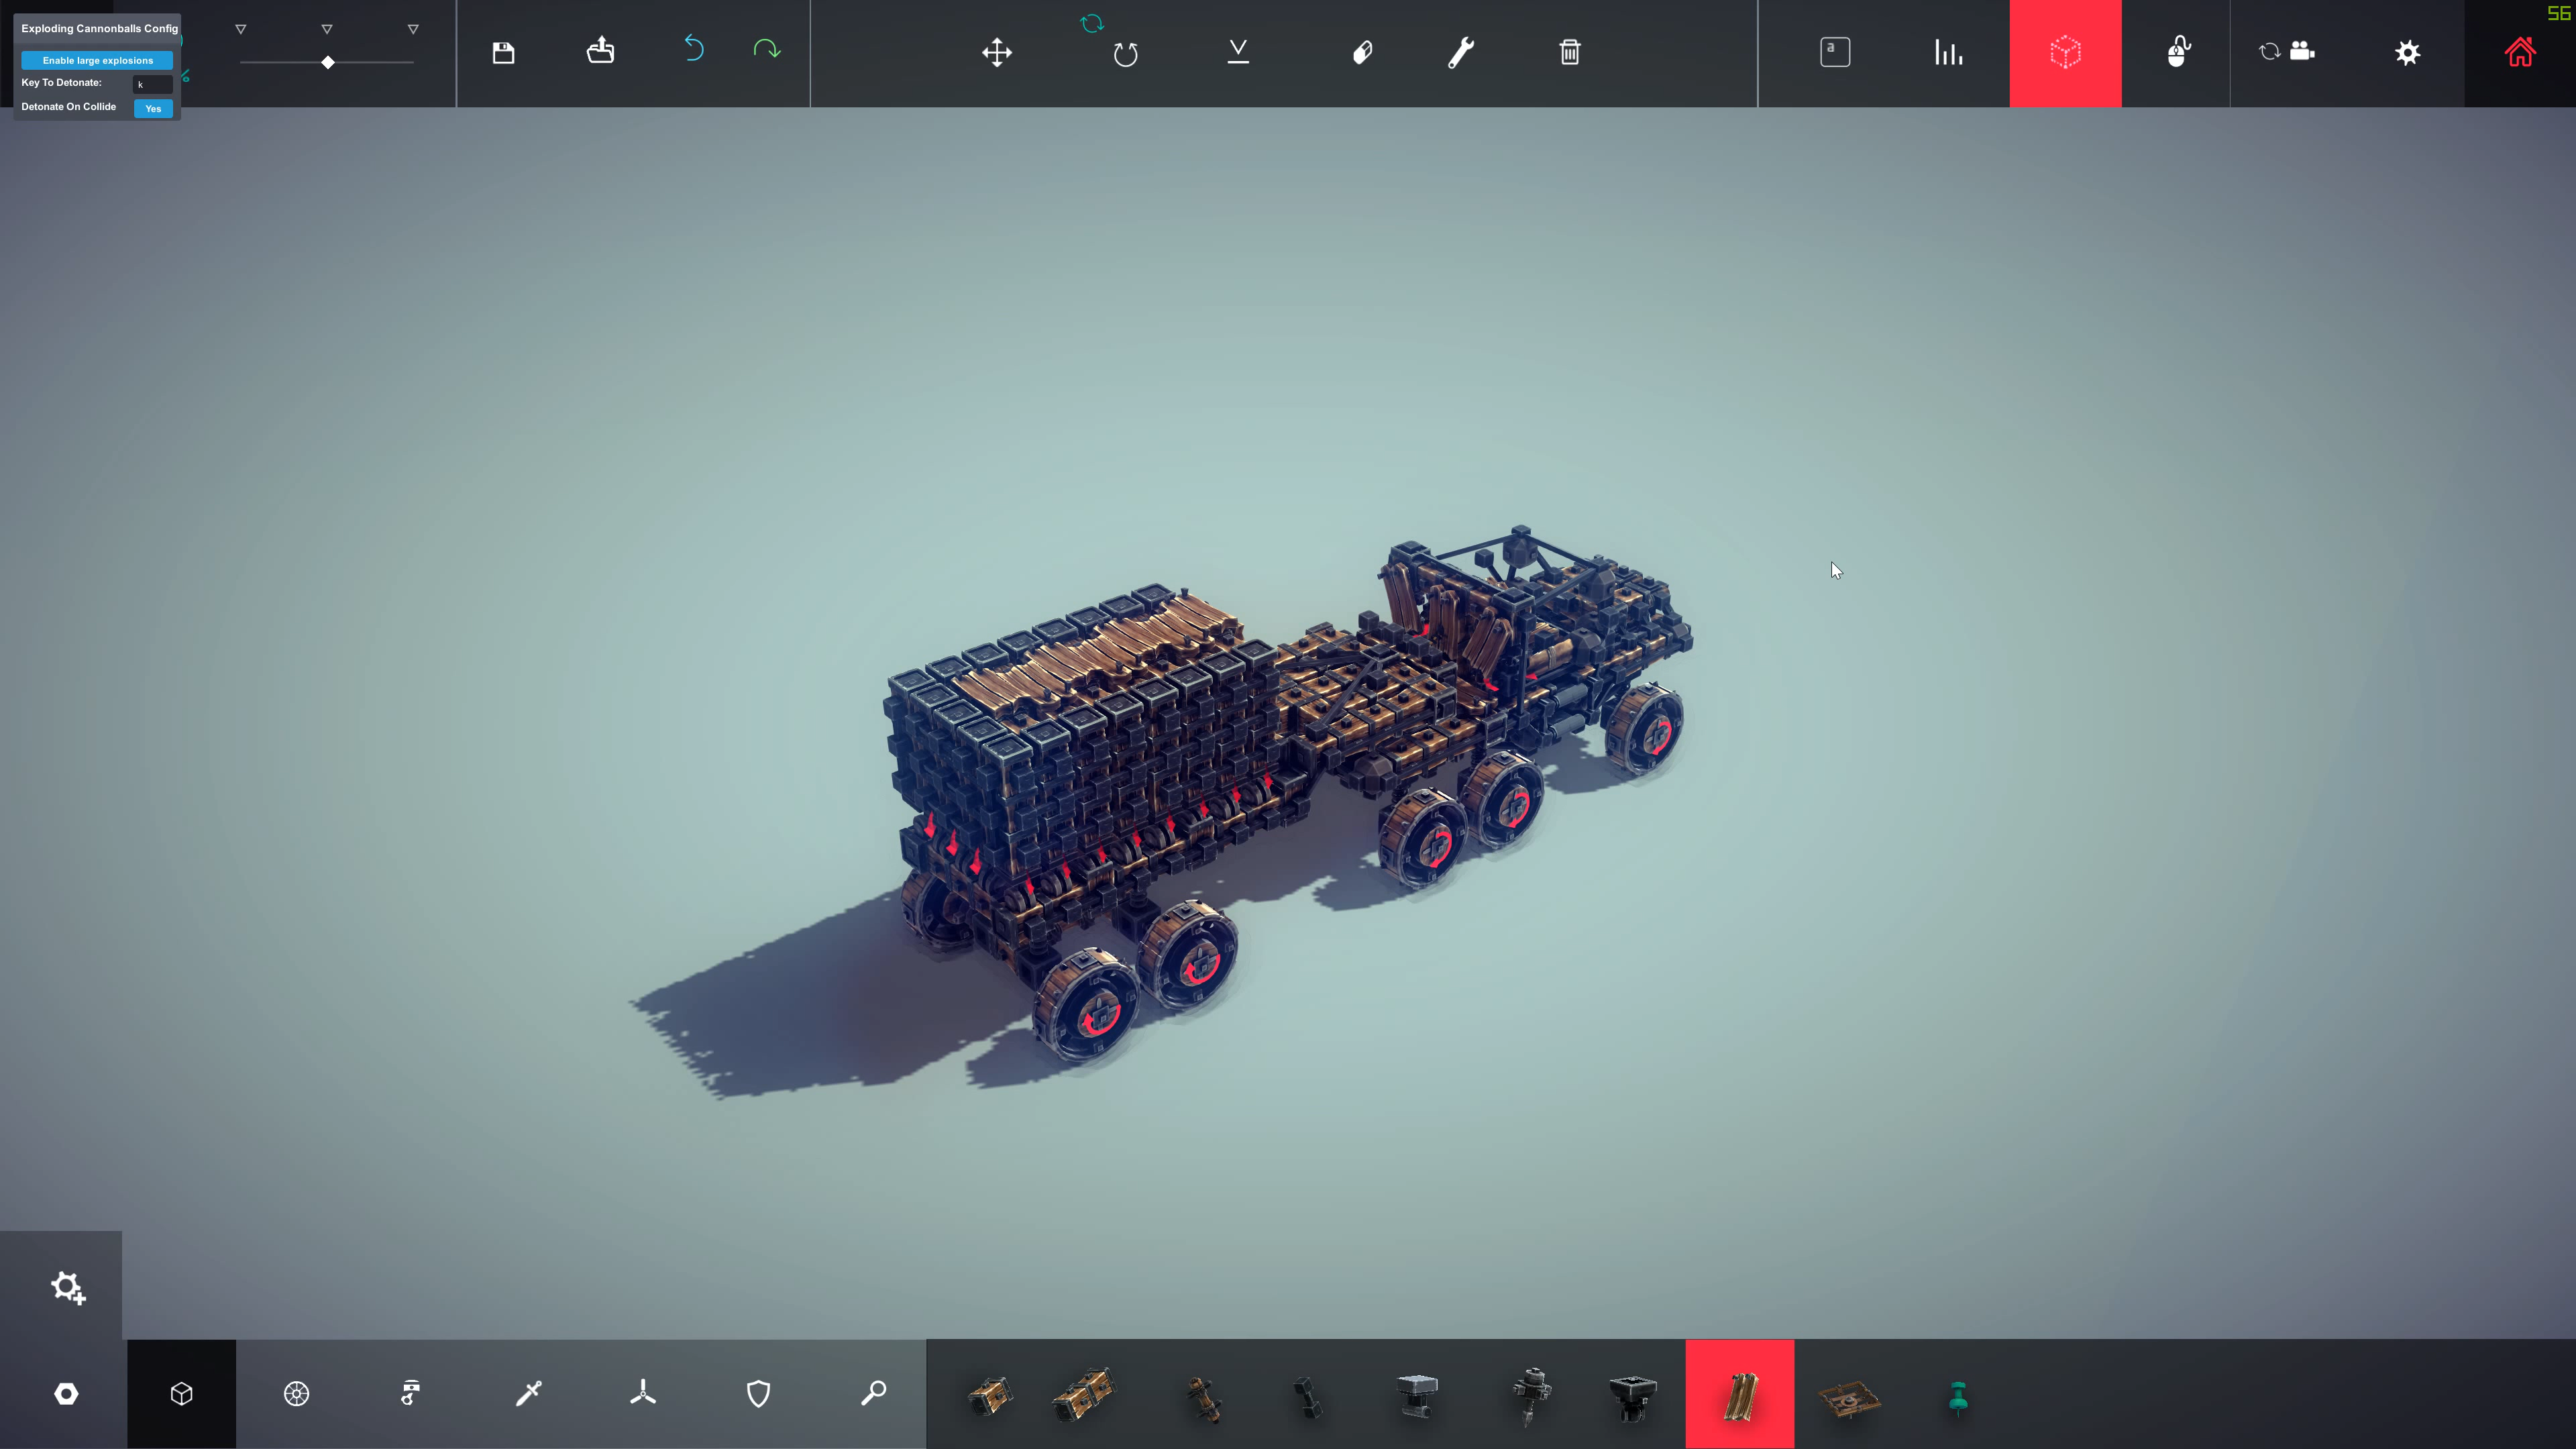 Exploding Cannonballs Config
56
a
Enable large explosions
Key To Detonate: k
Detonate On Collide Yes